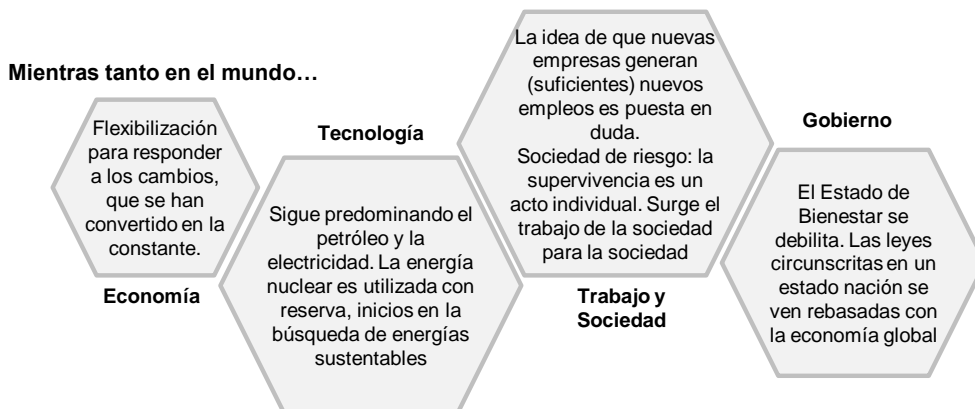 Mientras tanto en el mundo…
Flexibilización
para responder
a los cambios,
que se han
convertido en la
constante.
Economía
Tecnología
Sigue predominando el
petróleo y la
electricidad. La energía
nuclear es utilizada con
reserva, inicios en la
búsqueda de energías
sustentables
La idea de que nuevas
empresas generan
(suficientes) nuevos
empleos es puesta en
duda.
Sociedad de riesgo: la
supervivencia es un
acto individual. Surge el
trabajo de la sociedad
para la sociedad
Trabajo y
Sociedad
Gobierno
El Estado de
Bienestar se
debilita. Las leyes
circunscritas en un
estado nación se
ven rebasadas con
la economía global